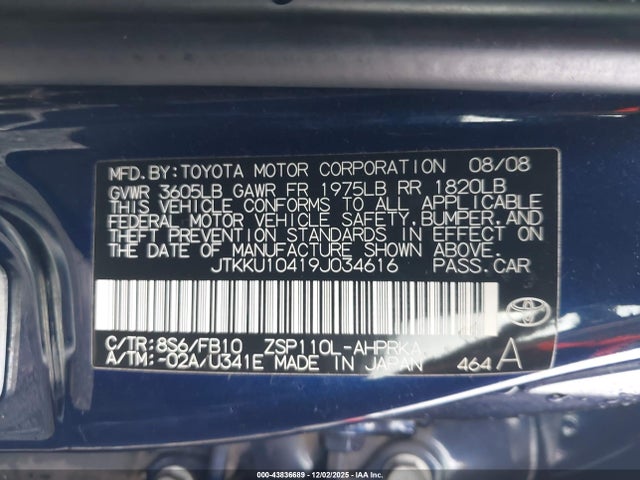 MFD. BY: TOYOTA MOTOR CORPORATION 08/08
GVWR 3605LB GAWR FR 1975LB RR 1820LB
THIS VEHICLE CONFORMS TO ALL APPLICABLE
FEDERAL MOTOR VEHICLE SAFETY, BUMPER, AND
THEFT PREVENTION STANDARDS IN EFFECT ON
THE DATE OF MANUFACTURE SHOWN ABOVE.
JTKKU10419J034616 PASS. CAR
C/TR: 8S6/FB10 ZSP110L-AHPRKA
A/TM: -02A/U341E MADE IN JAPAN 464 A
000-43836689 | 12/02/2025 | IAA Inc.